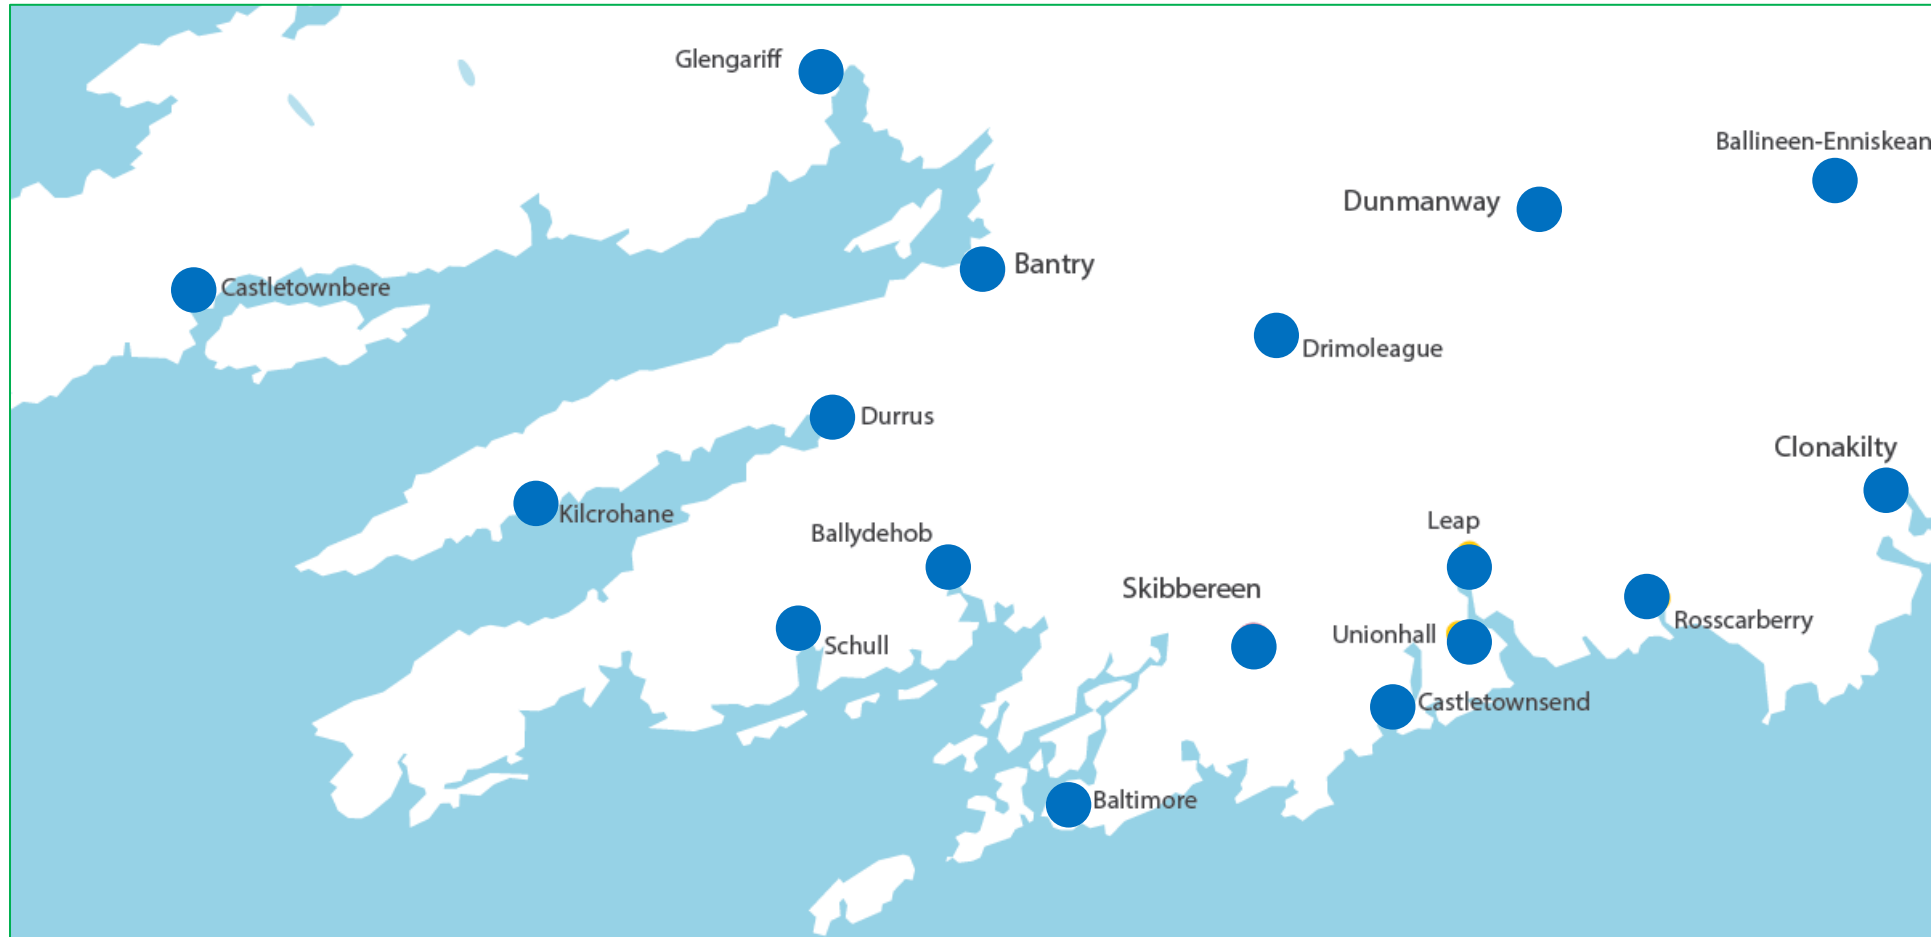 Glengariff
Ballineen-Enniskean
Dunmanway
Bantry
Castletownbere
Drimoleague
Durrus
Clonakilty
Kilcrohane
Leap
Ballydehob
Skibbereen
Rosscarberry
Unionhall
Schull
Castletownsend
Baltimore